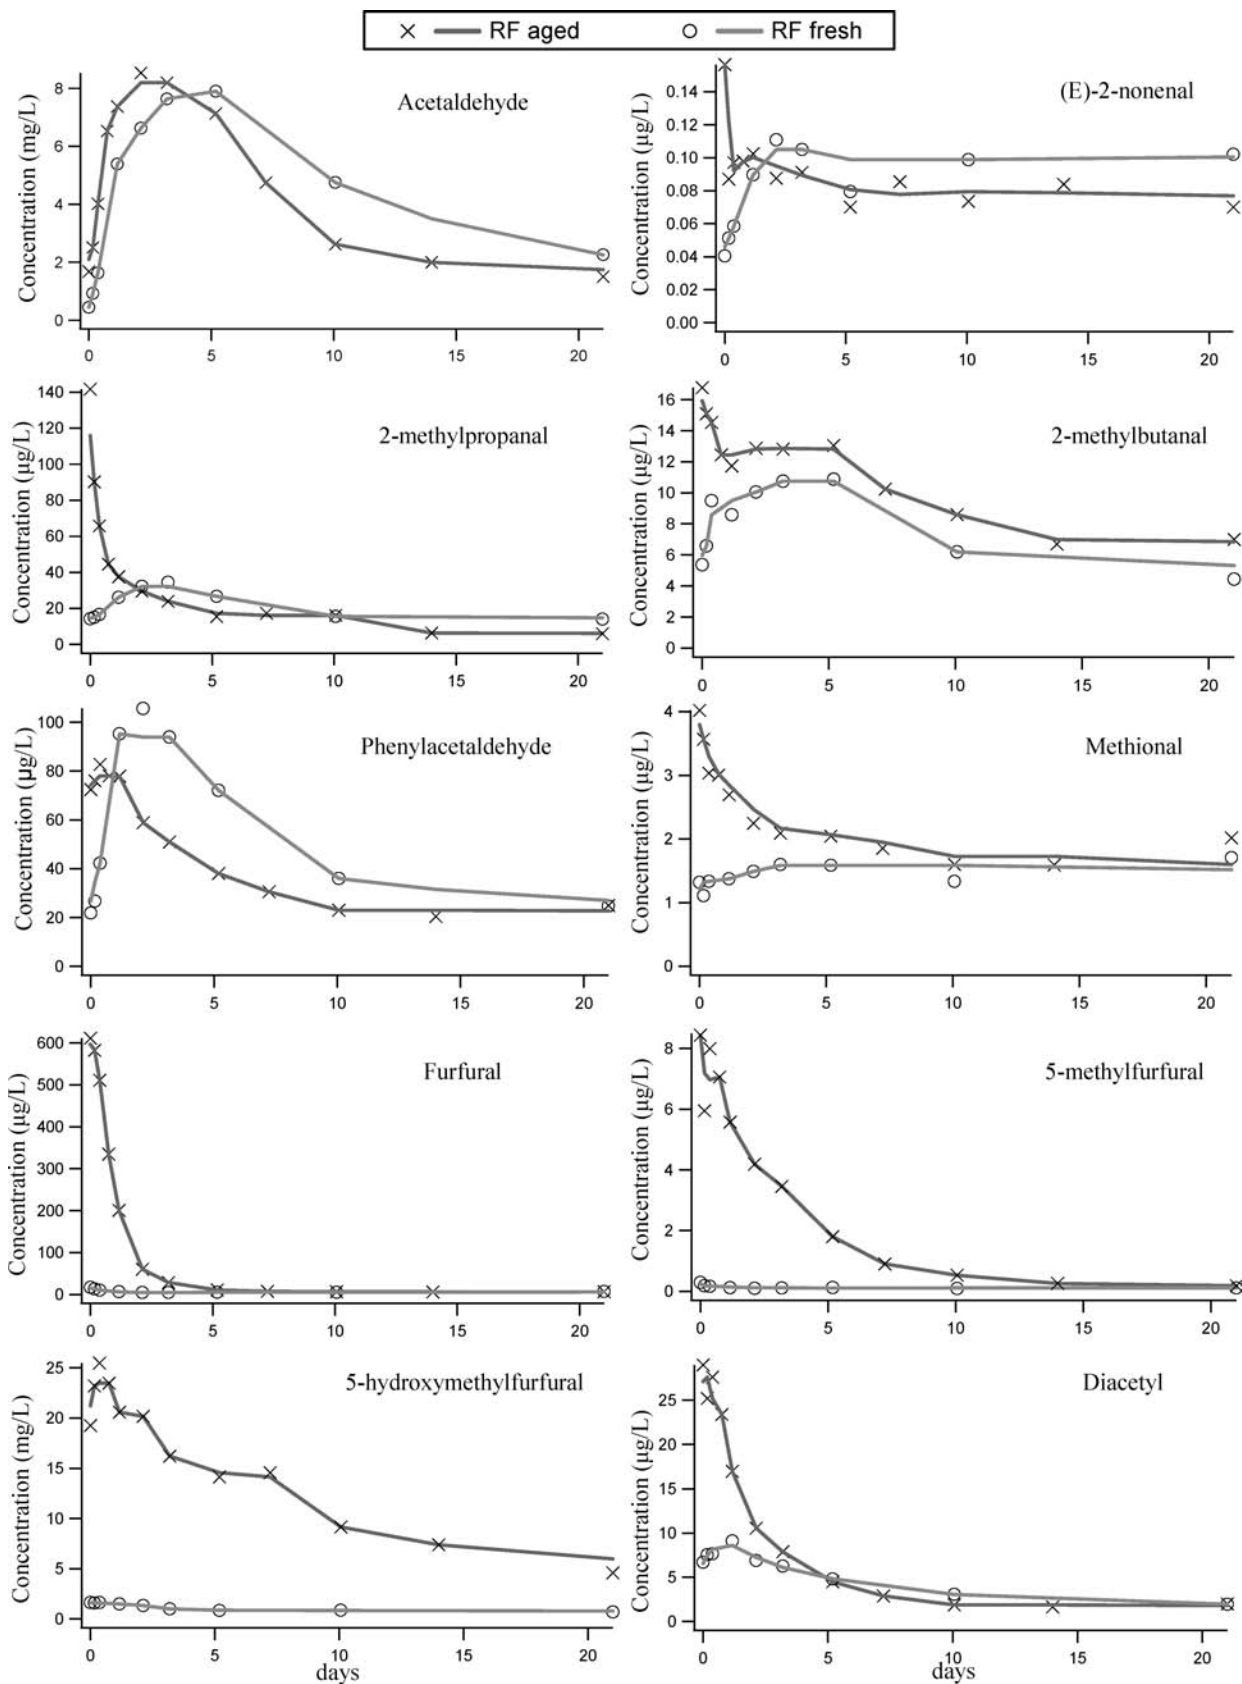 RF aged RF fresh
Acetaldehyde
Concentration (mg/L)
8
6
4
2
0
0 5 10 15 20
(E)-2-nonenal
Concentration (µg/L)
0.14
0.12
0.10
0.08
0.06
0.04
0.02
0.00
0 5 10 15 20
2-methylpropanal
Concentration (µg/L)
140
120
100
80
60
40
20
0
0 5 10 15 20
2-methylbutanal
Concentration (µg/L)
16
14
12
10
8
6
4
2
0
0 5 10 15 20
Phenylacetaldehyde
Concentration (µg/L)
100
80
60
40
20
0
0 5 10 15 20
Methional
Concentration (µg/L)
4
3
2
1
0
0 5 10 15 20
Furfural
Concentration (µg/L)
600
500
400
300
200
100
0
0 5 10 15 20
5-methylfurfural
Concentration (µg/L)
8
6
4
2
0
0 5 10 15 20
5-hydroxymethylfurfural
Concentration (mg/L)
25
20
15
10
5
0
0 5 10 15 20
days
Diacetyl
Concentration (µg/L)
25
20
15
10
5
0
0 5 10 15 20
days